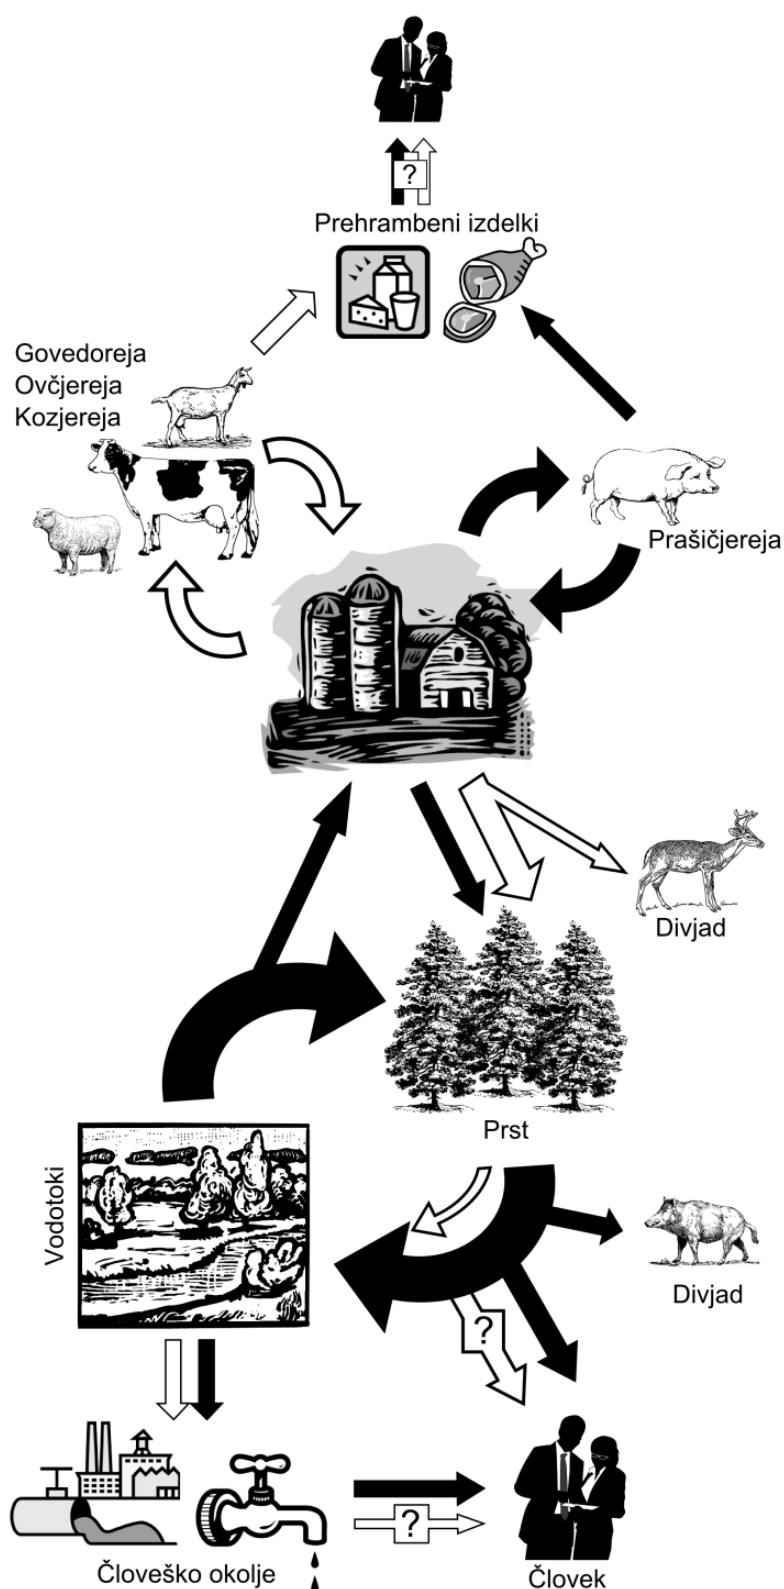 ?
Prehrambeni izdelki
Govedoreja
Ovčjereja
Kozjereja
Prašičjereja
Divjad
Prst
Vodotoki
Divjad
?
?
Človeško okolje
Človek